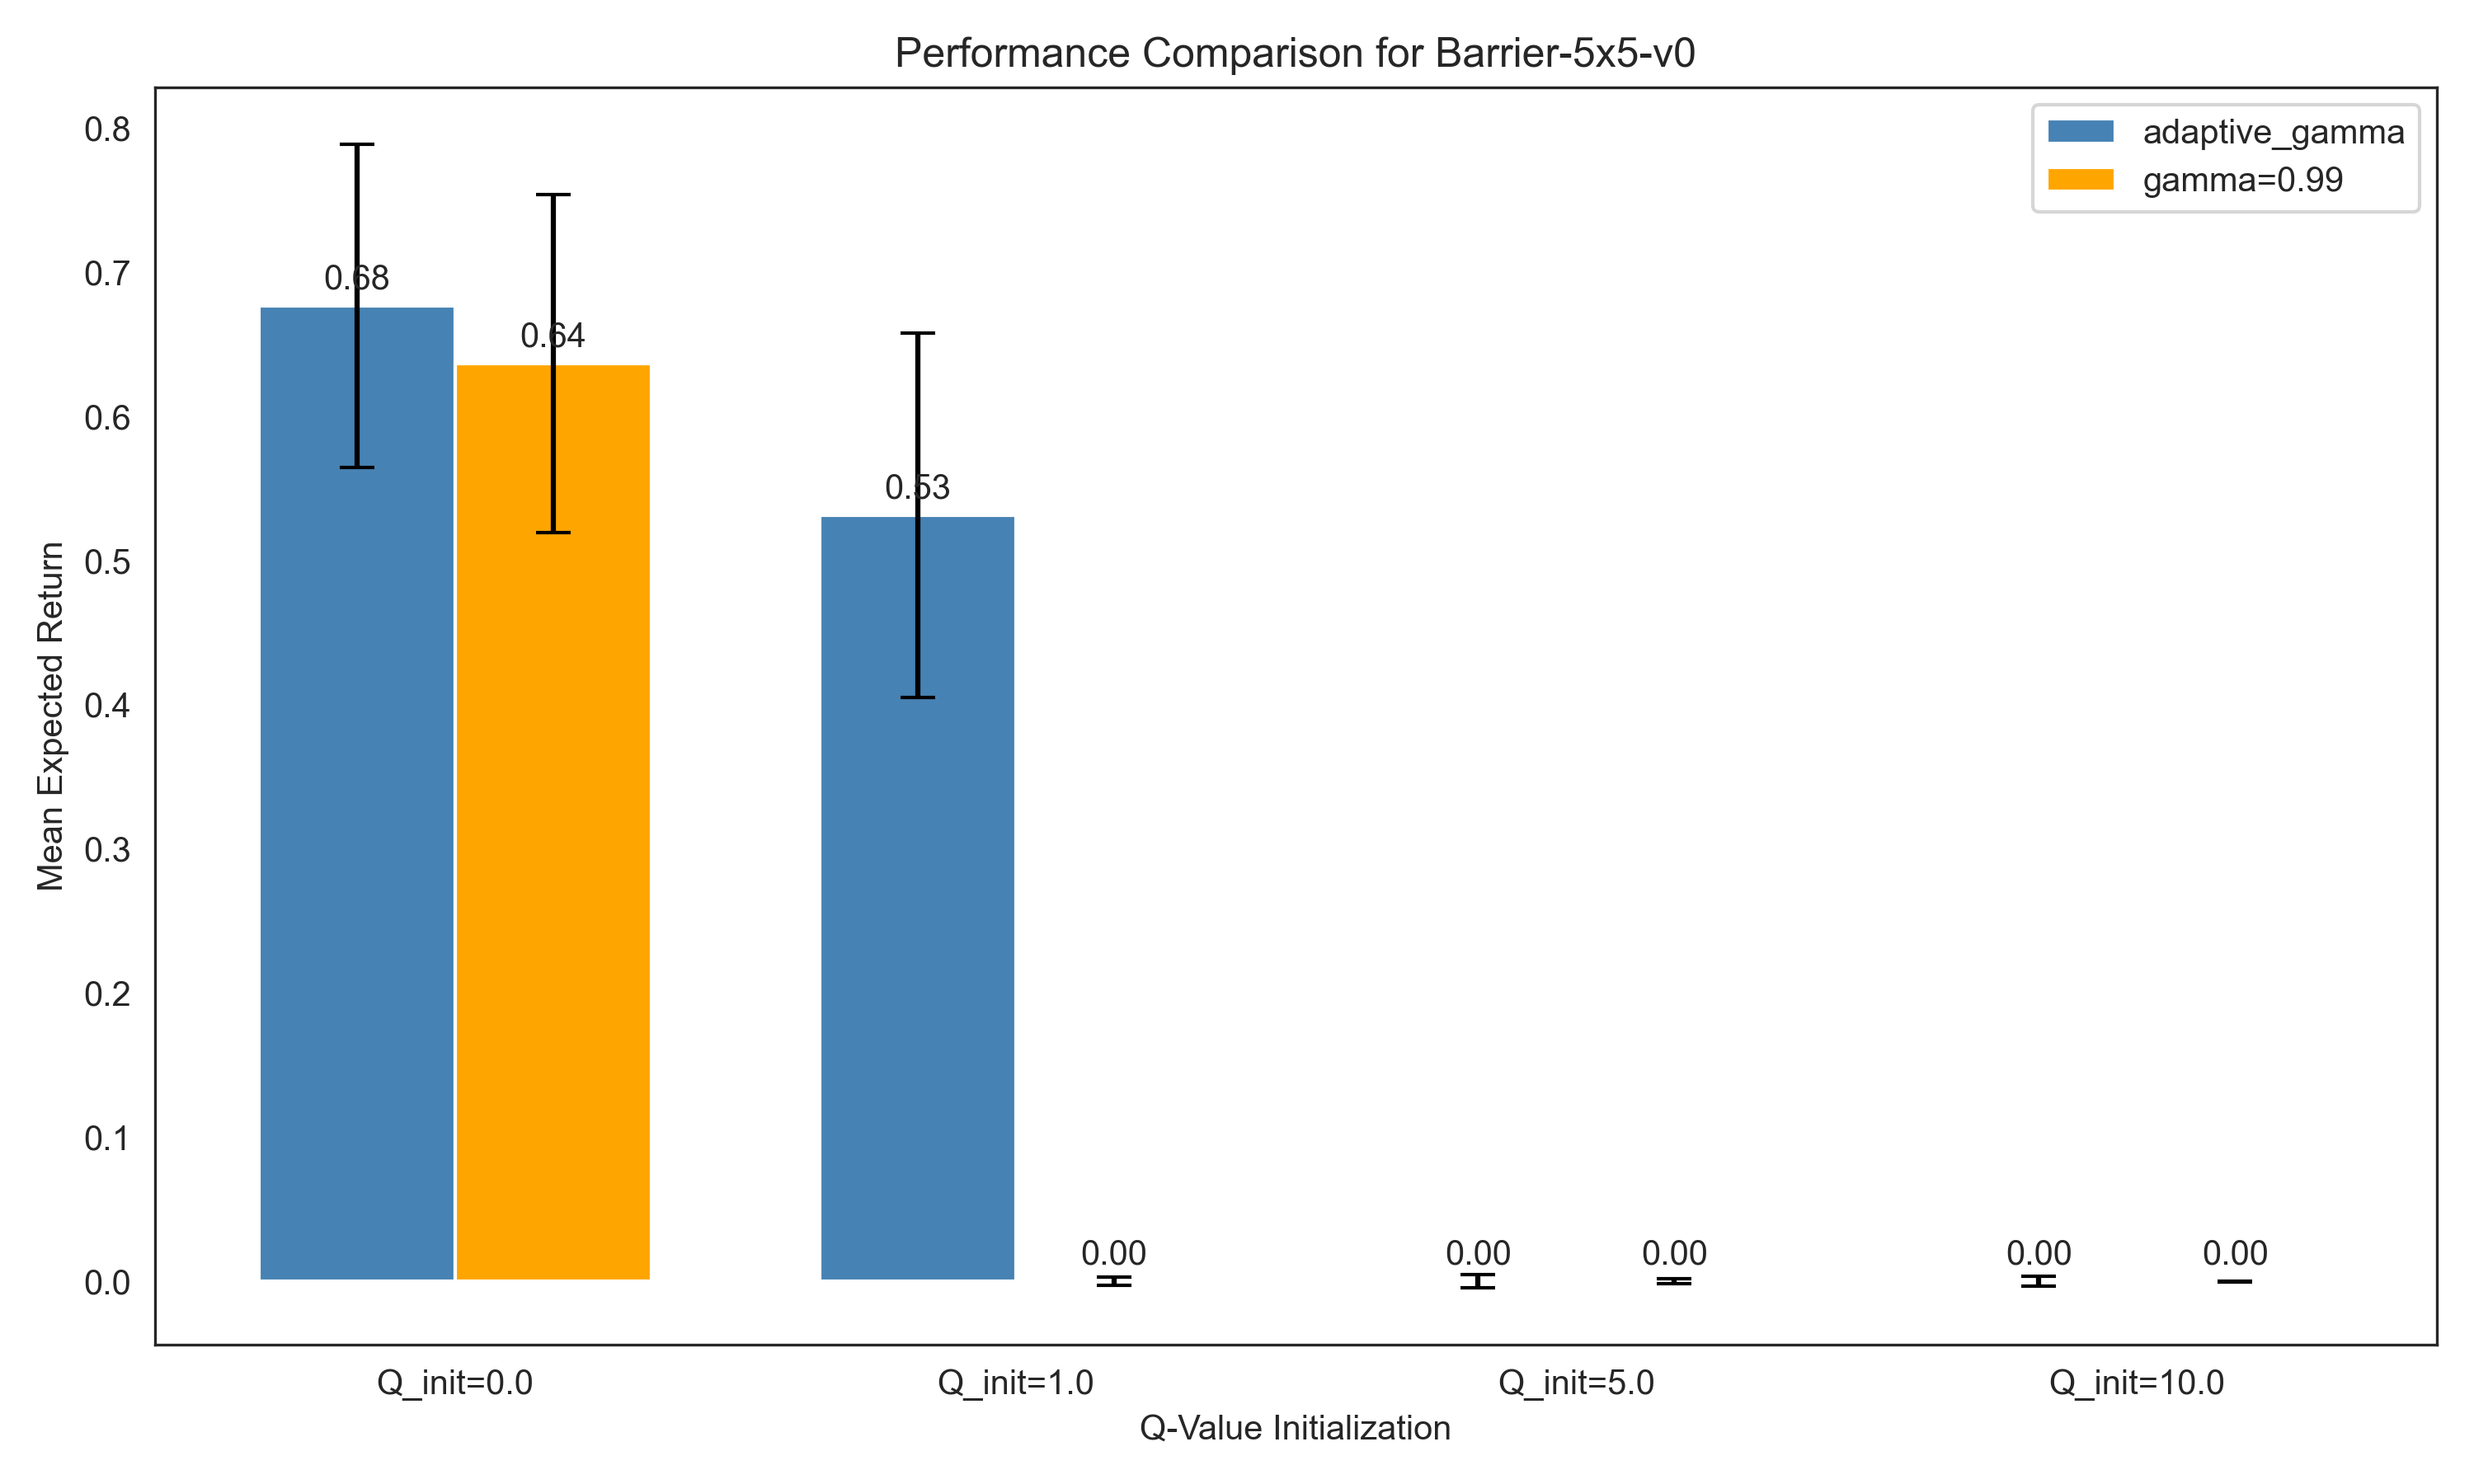 Performance Comparison for Barrier-5x5-v0
adaptive_gamma
gamma=0.99
Mean Expected Return
0.8
0.7
0.6
0.5
0.4
0.3
0.2
0.1
0.0
0.68
0.64
0.53
0.00
0.00
0.00
0.00
0.00
Q_init=0.0
Q_init=1.0
Q_init=5.0
Q_init=10.0
Q-Value Initialization